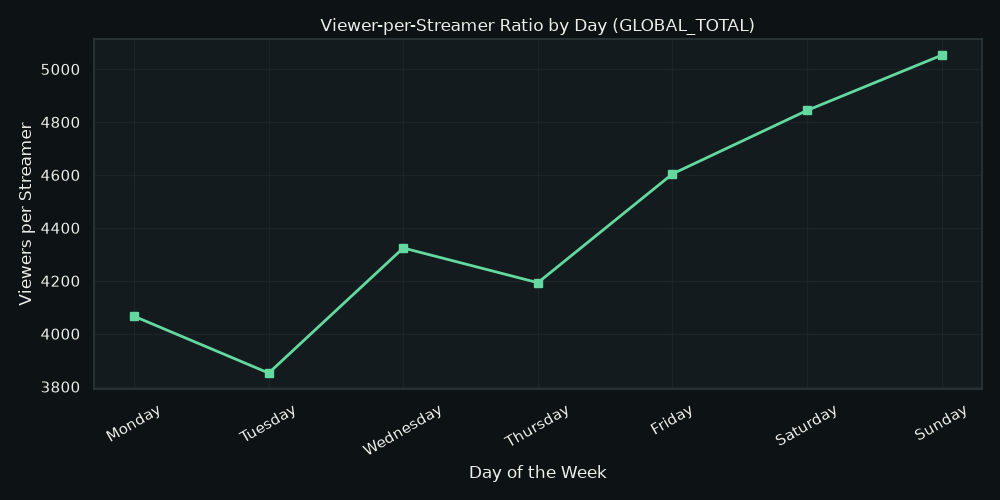 Viewer-per-Streamer Ratio by Day (GLOBAL_TOTAL)
Viewers per Streamer
5000
4800
4600
4400
4200
4000
3800
Monday
Tuesday
Wednesday
Thursday
Friday
Saturday
Sunday
Day of the Week